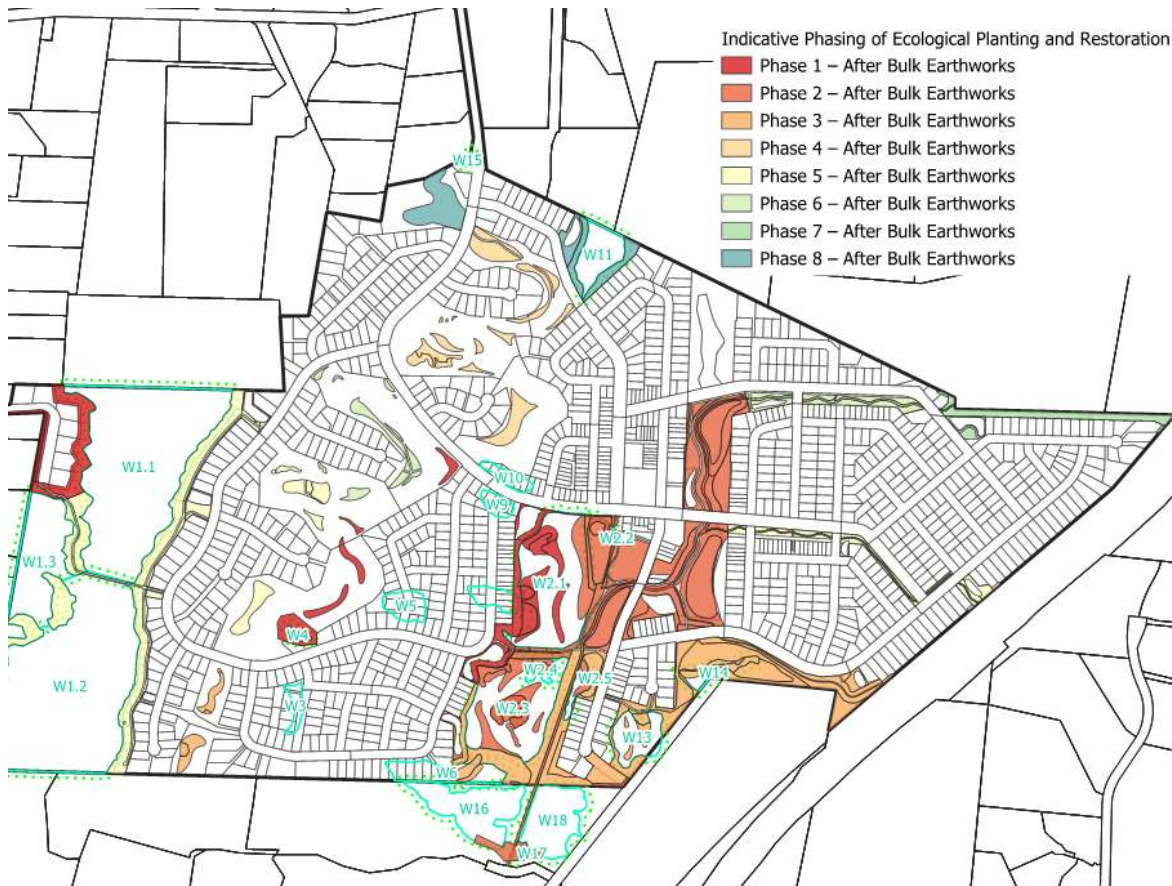 Indicative Phasing of Ecological Planting and Restoration
Phase 1 – After Bulk Earthworks
Phase 2 – After Bulk Earthworks
Phase 3 – After Bulk Earthworks
Phase 4 – After Bulk Earthworks
Phase 5 – After Bulk Earthworks
Phase 6 – After Bulk Earthworks
Phase 7 – After Bulk Earthworks
Phase 8 – After Bulk Earthworks
W15
W11
W1.1
W10
W9
W2.2
W1.3
W2.1
W5
W4
W2.4
W2.5
W14
W1.2
W3
W2.3
W13
W6
W16
W18
W17